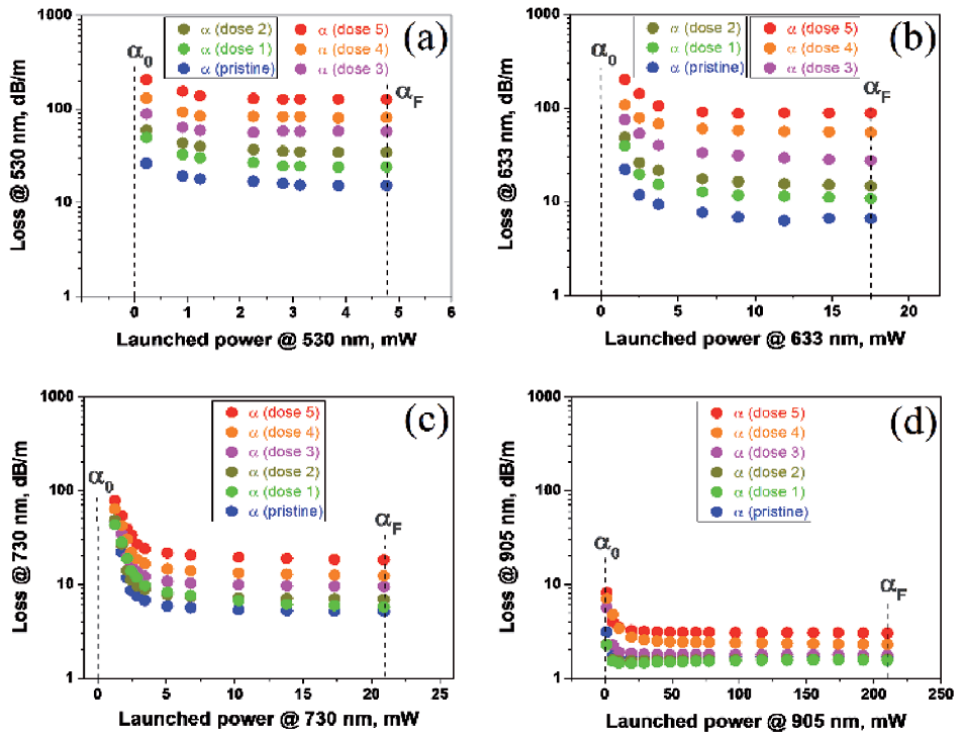 (a)
α (dose 2) α (dose 5)
α (dose 1) α (dose 4)
α (pristine) α (dose 3)
α0
αF
1000
100
10
1
Loss @ 530 nm, dB/m
0 1 2 3 4 5 6
Launched power @ 530 nm, mW
(b)
α (dose 2) α (dose 5)
α (dose 1) α (dose 4)
α (pristine) α (dose 3)
α0
αF
1000
100
10
1
Loss @ 633 nm, dB/m
0 5 10 15 20
Launched power @ 633 nm, mW
(c)
α (dose 5)
α (dose 4)
α (dose 3)
α (dose 2)
α (dose 1)
α (pristine)
α0
αF
1000
100
10
1
Loss @ 730 nm, dB/m
0 5 10 15 20 25
Launched power @ 730 nm, mW
(d)
α (dose 5)
α (dose 4)
α (dose 3)
α (dose 2)
α (dose 1)
α (pristine)
α0
αF
1000
100
10
1
Loss @ 905 nm, dB/m
0 50 100 150 200 250
Launched power @ 905 nm, mW